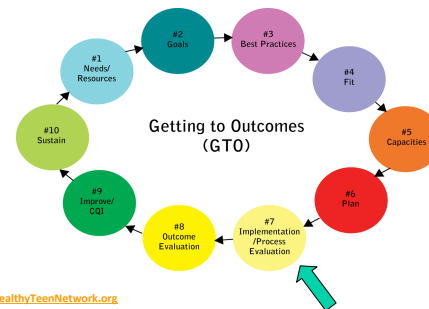 #1
Needs/
Resources
#2
Goals
#3
Best Practices
#4
Fit
#5
Capacities
#6
Plan
#7
Implementation
/Process
Evaluation
#8
Outcome
Evaluation
#9
Improve/
CQI
#10
Sustain
Getting to Outcomes
(GTO)
ealthyTeenNetwork.org